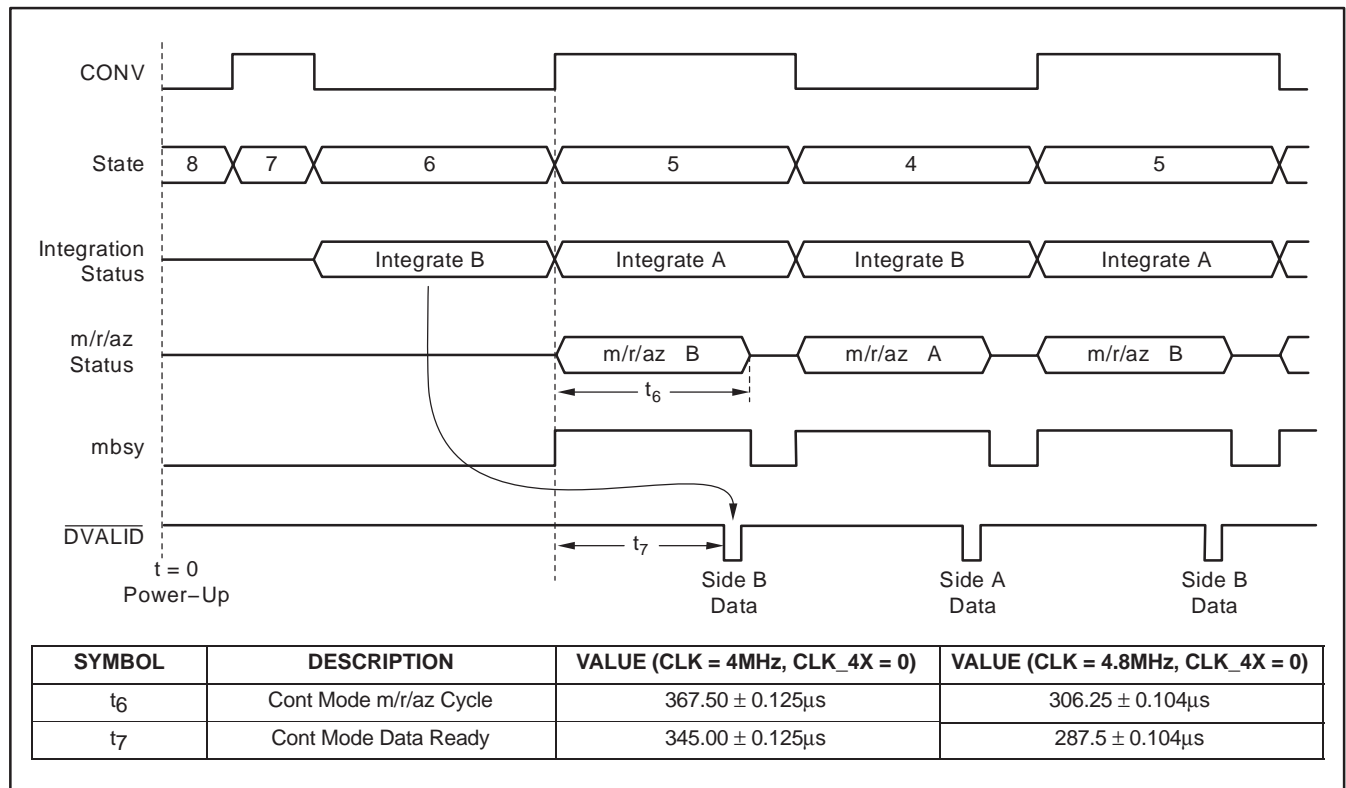 CONV
State 8 7 6 5 4 5
Integration
Status
Integrate B Integrate A Integrate B Integrate A
m/r/az
Status
m/r/az B m/r/az A m/r/az B
t6
mbsy
DVALID
t7
t = 0
Power–Up
Side B
Data
Side A
Data
Side B
Data
SYMBOL DESCRIPTION VALUE (CLK = 4MHz, CLK_4X = 0) VALUE (CLK = 4.8MHz, CLK_4X = 0)
t6 Cont Mode m/r/az Cycle 367.50 ± 0.125μs 306.25 ± 0.104μs
t7 Cont Mode Data Ready 345.00 ± 0.125μs 287.5 ± 0.104μs